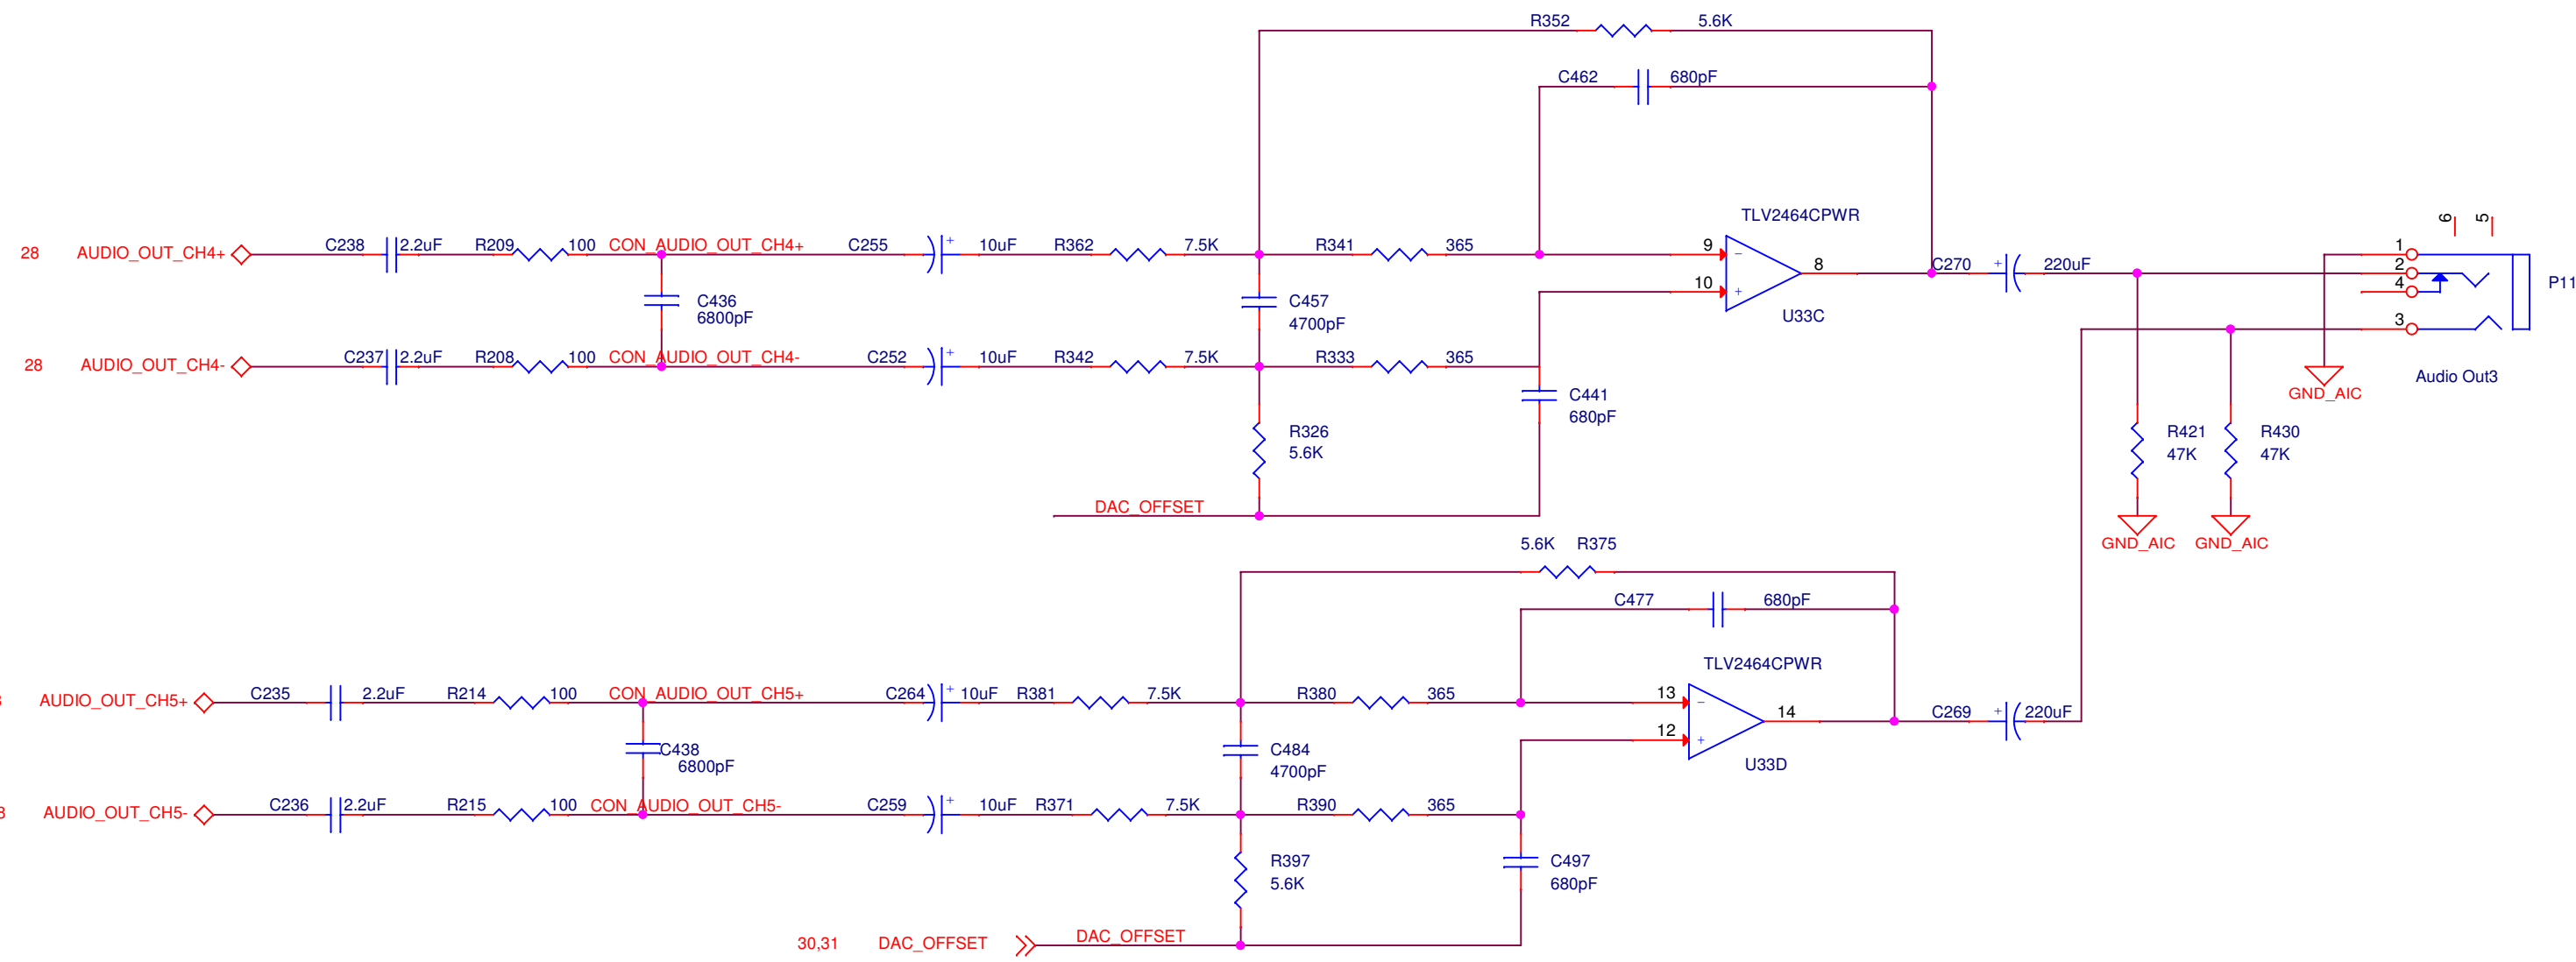 R352 5.6K
C462 680pF
TLV2464CPWR
6 5
28 AUDIO_OUT_CH4+ C238 2.2uF R209 100 CON_AUDIO_OUT_CH4+ C255 + 10uF R362 7.5K R341 365 9 - 8 C270 + 220uF 1
2
10 + 4 P11
C436 6800pF
C457 4700pF
U33C
3
28 AUDIO_OUT_CH4- C237 2.2uF R208 100 CON_AUDIO_OUT_CH4- C252 + 10uF R342 7.5K R333 365
Audio Out3
GND_AIC
C441 680pF
R326 5.6K
R421 47K
R430 47K
DAC_OFFSET
GND_AIC GND_AIC
5.6K R375
C477 680pF
TLV2464CPWR
AUDIO_OUT_CH5+ C235 2.2uF R214 100 CON_AUDIO_OUT_CH5+ C264 + 10uF R381 7.5K R380 365 13 - 14 C269 + 220uF
12 +
C438 6800pF
C484 4700pF
U33D
AUDIO_OUT_CH5- C236 2.2uF R215 100 CON_AUDIO_OUT_CH5- C259 + 10uF R371 7.5K R390 365
R397 5.6K
C497 680pF
30,31 DAC_OFFSET DAC_OFFSET